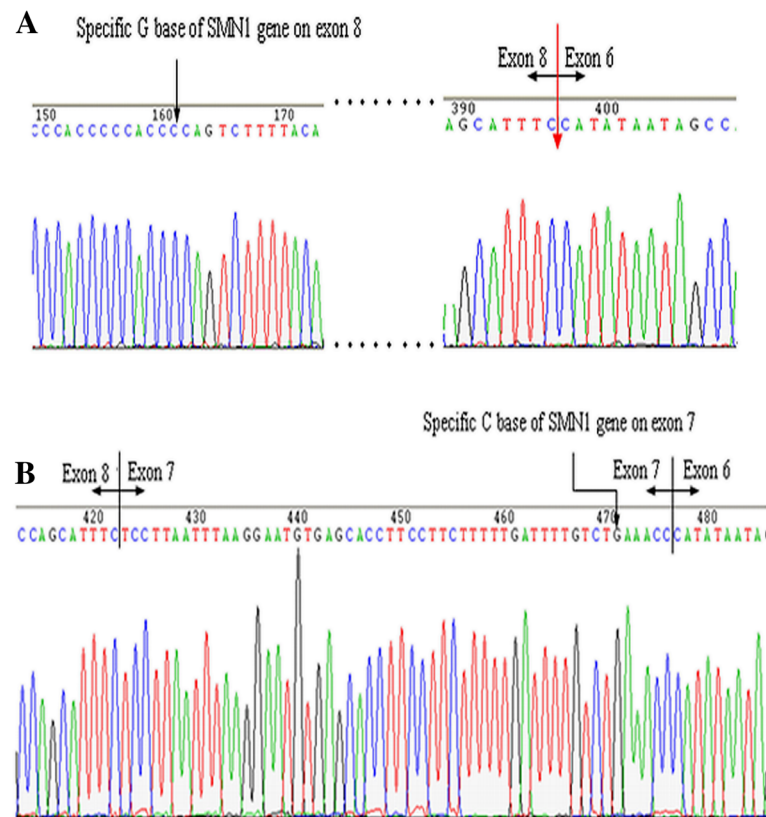 A
Specific G base of SMN1 gene on exon 8
Exon 8 Exon 6
150 160 170 390 400
CCCACCCCCACCCCAGTCTTTTACA AGCATTTCCATATAATAGCC
Specific C base of SMN1 gene on exon 7
B
Exon 8 Exon 7 Exon 7 Exon 6
420 430 440 450 460 470 480
CCAGCATTTCTCCTTAATTTAAGGAATGTGAGCACCTTCCTTCTTTTTGATTTTGTCTGAAACCCATATAATA